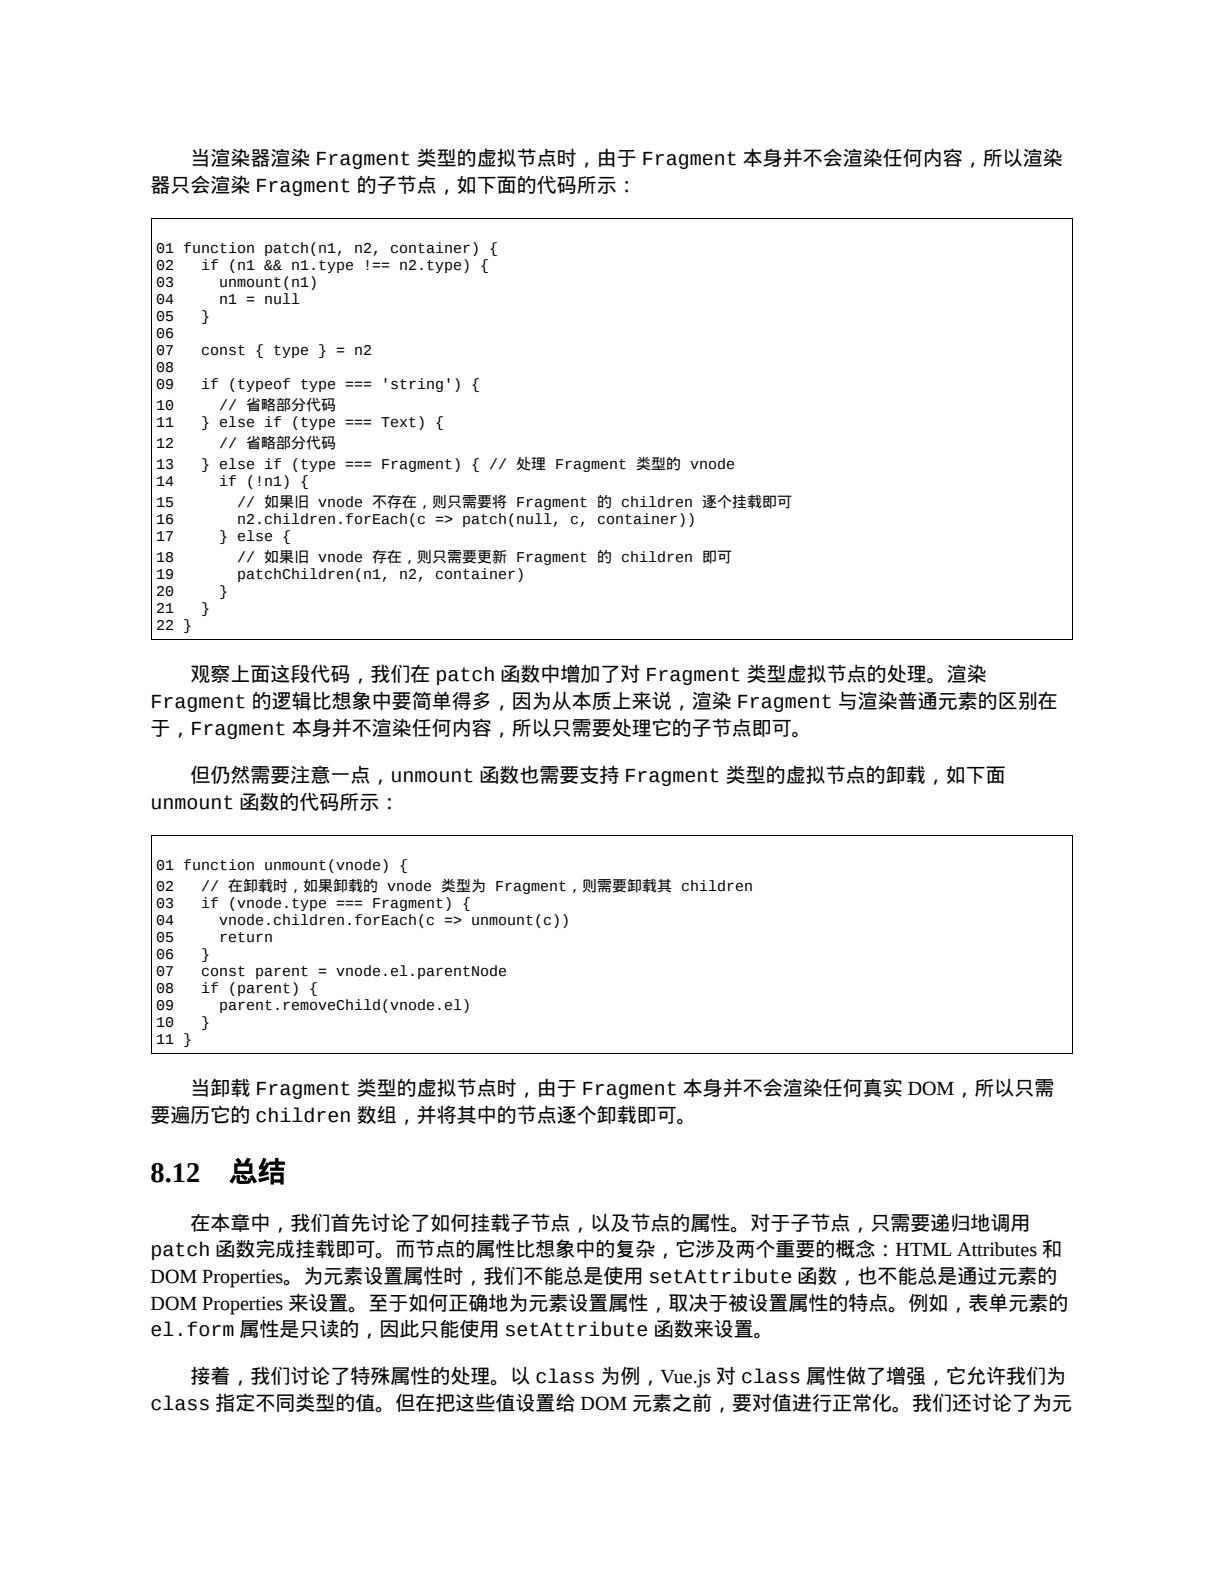 当渲染器渲染 Fragment 类型的虚拟节点时，由于 Fragment 本身并不会渲染任何内容，所以渲染
器只会渲染 Fragment 的子节点，如下面的代码所示：
01 function patch(n1, n2, container) {
02   if (n1 && n1.type !== n2.type) {
03     unmount(n1)
04     n1 = null
05   }
06
07   const { type } = n2
08
09   if (typeof type === 'string') {
10     // 省略部分代码
11   } else if (type === Text) {
12     // 省略部分代码
13   } else if (type === Fragment) { // 处理 Fragment 类型的 vnode
14     if (!n1) {
15       // 如果旧 vnode 不存在，则只需要将 Fragment 的 children 逐个挂载即可
16       n2.children.forEach(c => patch(null, c, container))
17     } else {
18       // 如果旧 vnode 存在，则只需要更新 Fragment 的 children 即可
19       patchChildren(n1, n2, container)
20     }
21   }
22 }
观察上面这段代码，我们在 patch 函数中增加了对 Fragment 类型虚拟节点的处理。渲染
Fragment 的逻辑比想象中要简单得多，因为从本质上来说，渲染 Fragment 与渲染普通元素的区别在
于，Fragment 本身并不渲染任何内容，所以只需要处理它的子节点即可。
但仍然需要注意一点，unmount 函数也需要支持 Fragment 类型的虚拟节点的卸载，如下面
unmount 函数的代码所示：
01 function unmount(vnode) {
02   // 在卸载时，如果卸载的 vnode 类型为 Fragment，则需要卸载其 children
03   if (vnode.type === Fragment) {
04     vnode.children.forEach(c => unmount(c))
05     return
06   }
07   const parent = vnode.el.parentNode
08   if (parent) {
09     parent.removeChild(vnode.el)
10   }
11 }
当卸载 Fragment 类型的虚拟节点时，由于 Fragment 本身并不会渲染任何真实 DOM，所以只需
要遍历它的 children 数组，并将其中的节点逐个卸载即可。
8.12 总结
在本章中，我们首先讨论了如何挂载子节点，以及节点的属性。对于子节点，只需要递归地调用
patch 函数完成挂载即可。而节点的属性比想象中的复杂，它涉及两个重要的概念：HTML Attributes 和
DOM Properties。为元素设置属性时，我们不能总是使用 setAttribute 函数，也不能总是通过元素的
DOM Properties 来设置。至于如何正确地为元素设置属性，取决于被设置属性的特点。例如，表单元素的
el.form 属性是只读的，因此只能使用 setAttribute 函数来设置。
接着，我们讨论了特殊属性的处理。以 class 为例，Vue.js 对 class 属性做了增强，它允许我们为
class 指定不同类型的值。但在把这些值设置给 DOM 元素之前，要对值进行正常化。我们还讨论了为元